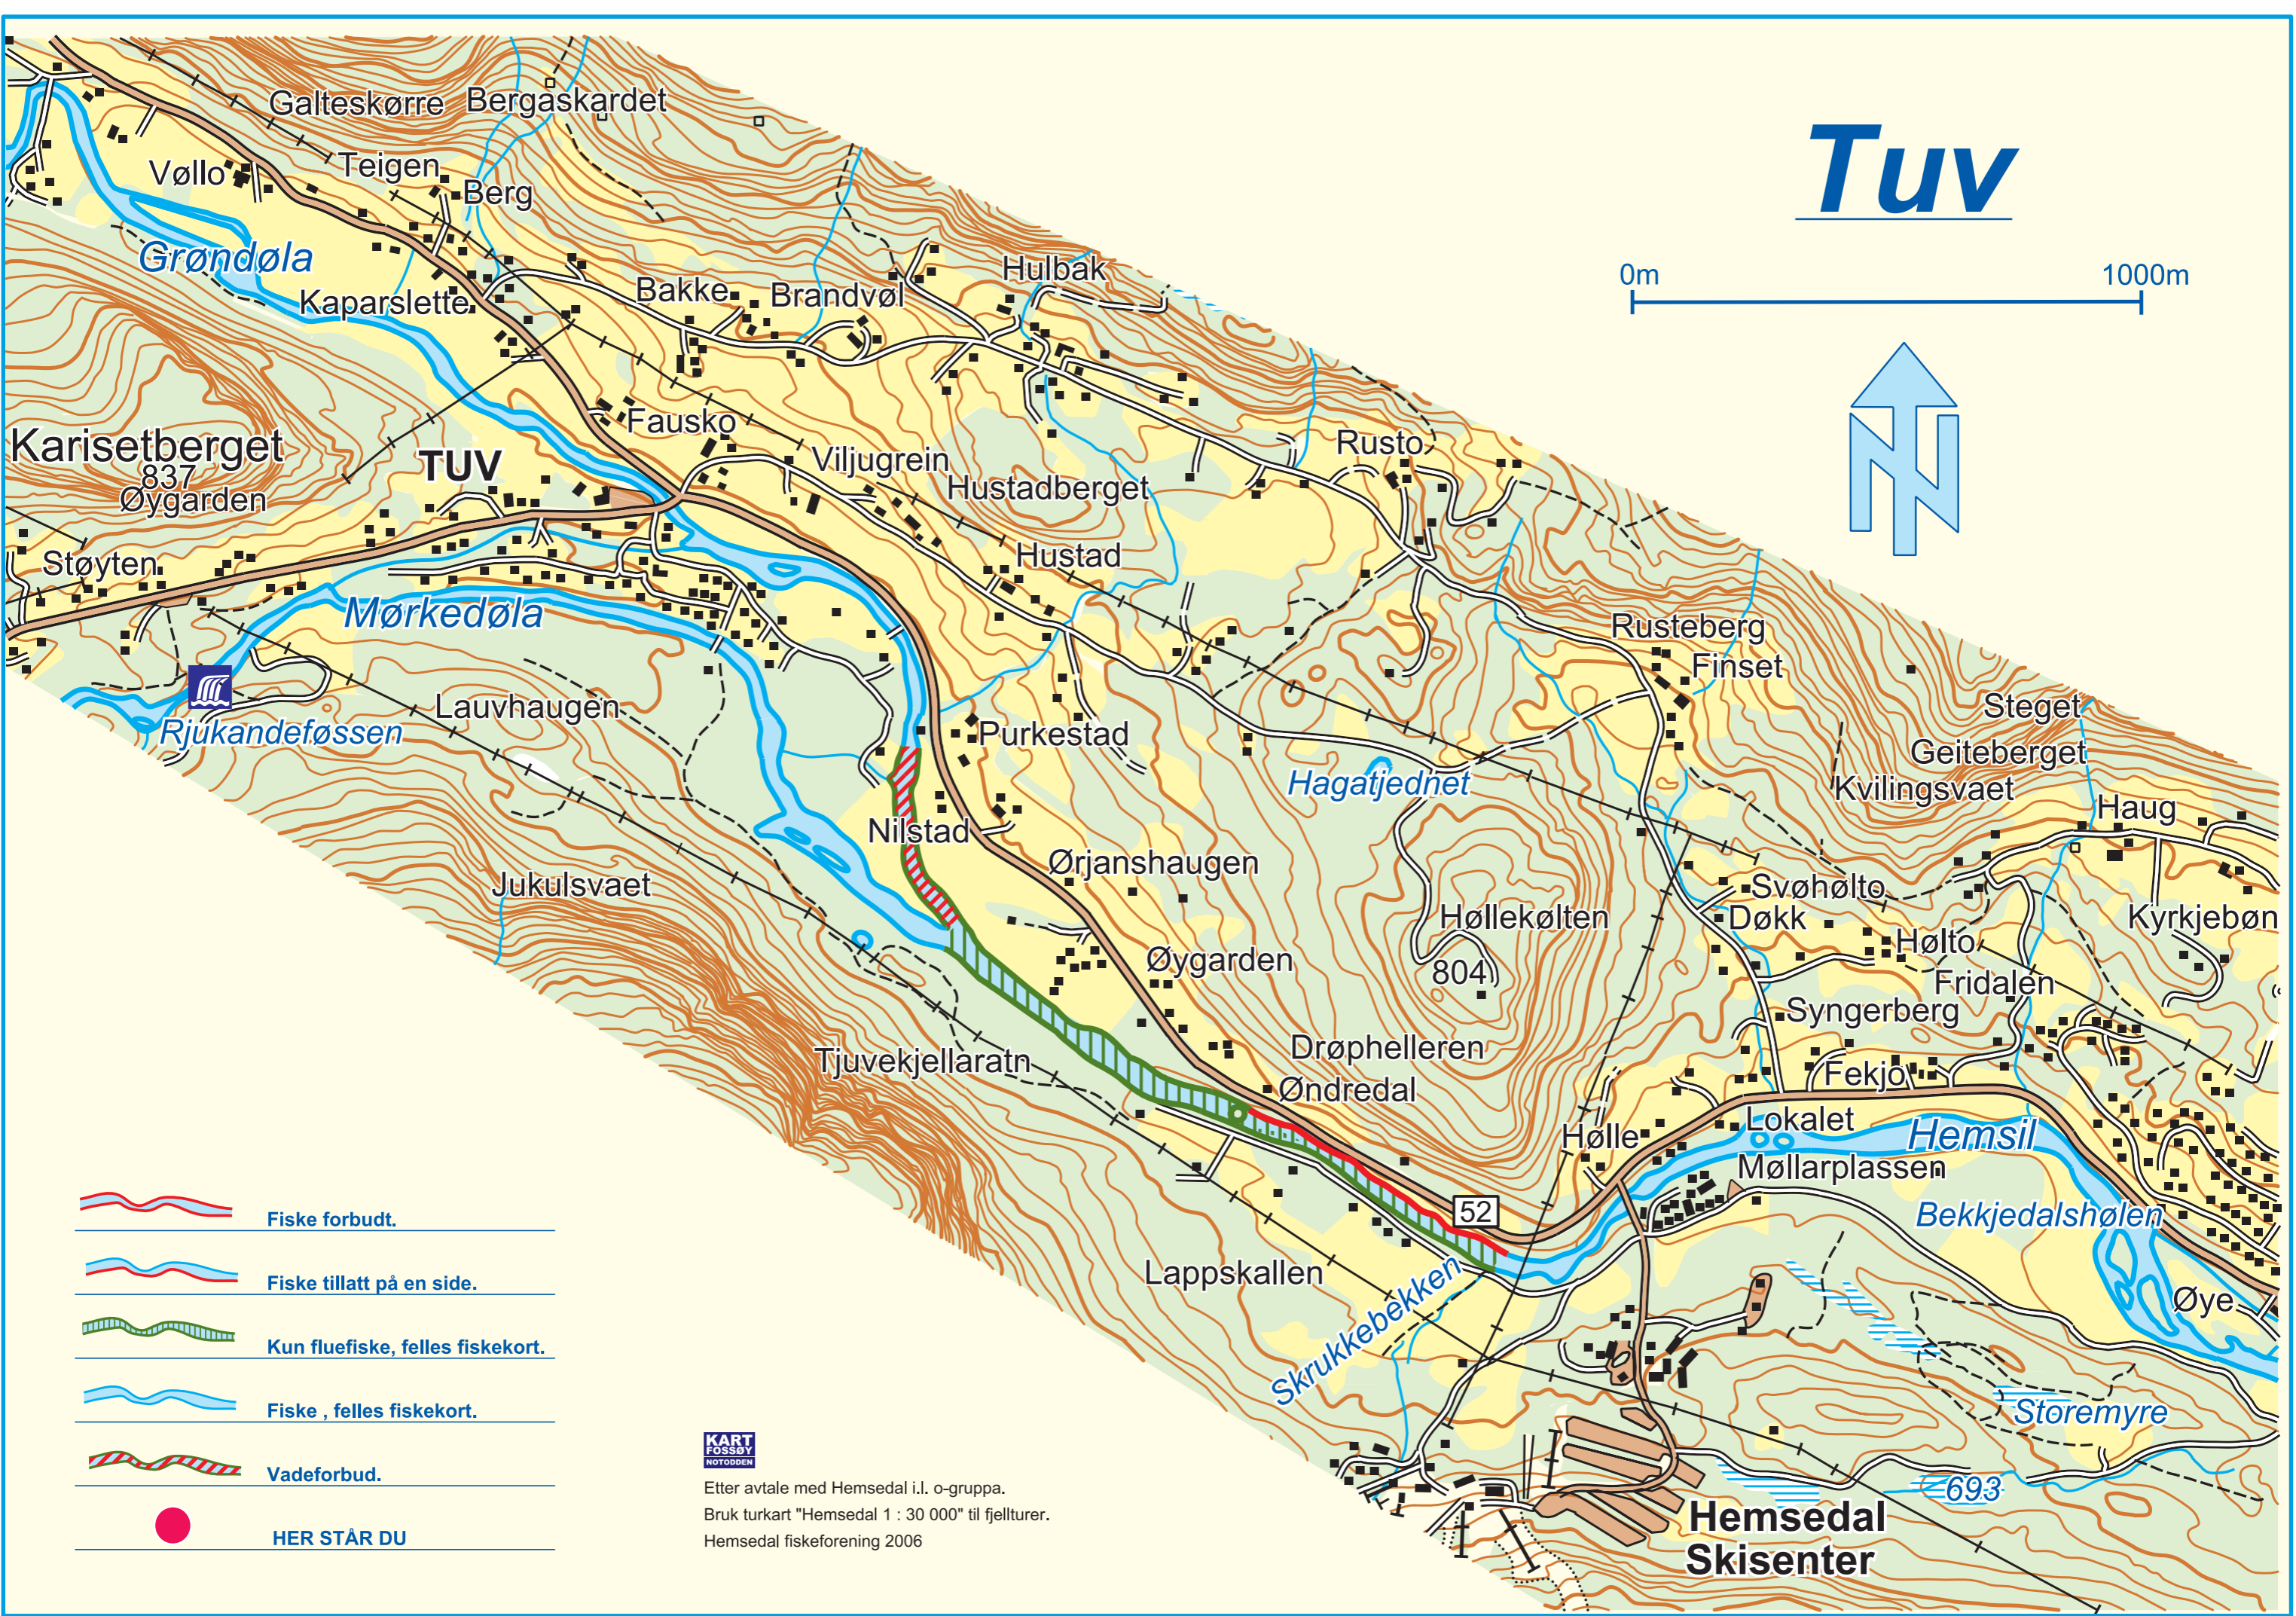 Tuv
0m 1000m
Galteskørre
Bergaskardet
Vøllo
Teigen
Berg
Grøndøla
Kaparslette
Bakke
Brandvøl
Hulbak
Karisetberget
837
Øygarden
TUV
Fausko
Viljugrein
Hustadberget
Rusto
Støyten
Hustad
Mørkedøla
Rusteberg
Finset
Lauvhaugen
Rjukandeføssen
Purkestad
Hagatjednet
Steget
Geiteberget
Kvilingsvaet
Haug
Nilstad
Ørjanshaugen
Jukulsvaet
Høllekølten
804
Svøhølto
Døkk
Hølto
Kyrkjebøn
Øygarden
Fridalen
Syngerberg
Tjuvekjellaratn
Drøphelleren
Øndredal
Fekjo
Hølle
Lokalet
Hemsil
Møllarplassen
52
Bekkjedalshølen
Lappskallen
Skrukkebekken
Øye
Storemyre
693
Hemsedal
Skisenter
Fiske forbudt.
Fiske tillatt på en side.
Kun fluefiske, felles fiskekort.
Fiske , felles fiskekort.
Vadeforbud.
HER STÅR DU
KART
FOSSØY
NOTODDEN
Etter avtale med Hemsedal i.l. o-gruppa.
Bruk turkart "Hemsedal 1 : 30 000" til fjellturer.
Hemsedal fiskeforening 2006